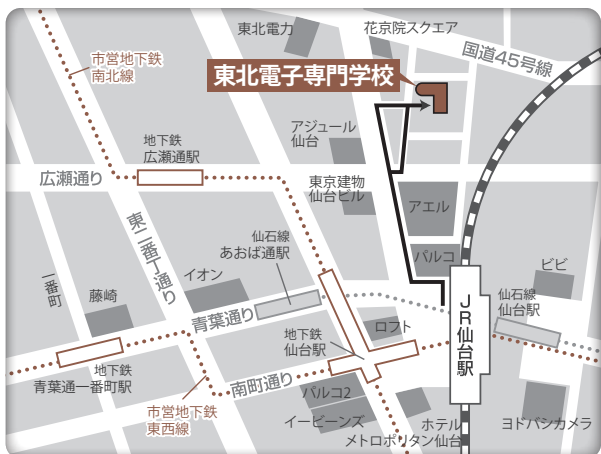 東北電力
花京院スクエア
国道45号線
市営地下鉄
南北線
東北電子専門学校
アジュール
仙台
地下鉄
広瀬通駅
広瀬通り
東京建物
仙台ビル
アエル
東二番丁通り
仙石線
あおば通駅
パルコ
ビビ
一番町
藤崎
イオン
青葉通り
JR仙台駅
仙石線
仙台駅
ロフト
地下鉄
仙台駅
地下鉄
青葉通一番町駅
南町通り
パルコ2
市営地下鉄
東西線
イービーンズ
ホテル
メトロポリタン仙台
ヨドバシカメラ